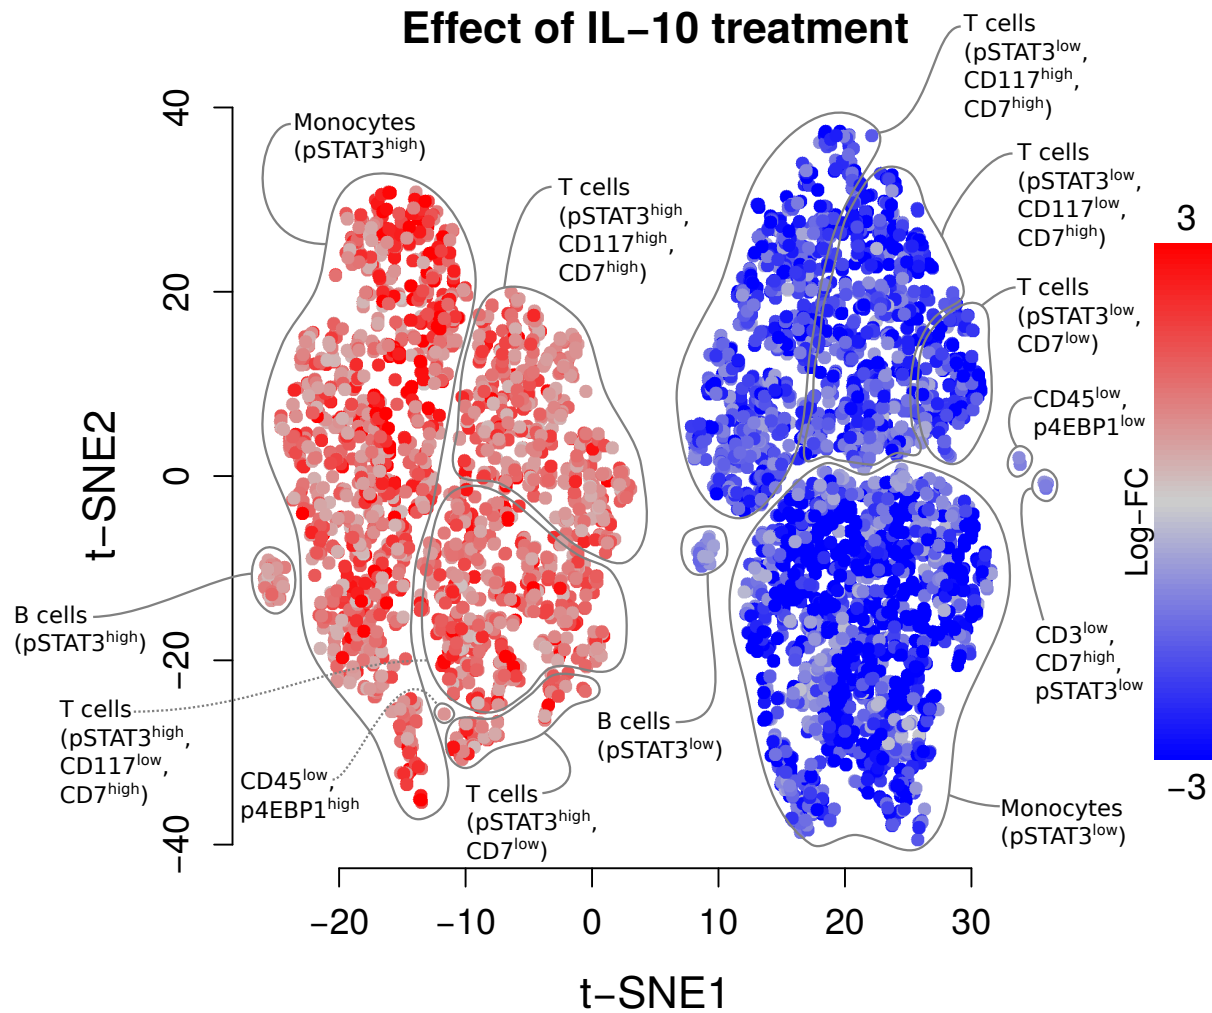 Effect of IL−10 treatment
T cells
(pSTAT3low,
CD117high,
CD7high)
Monocytes
(pSTAT3high)
T cells
(pSTAT3low,
CD117low,
CD7high)
T cells
(pSTAT3high,
CD117high,
CD7high)
T cells
(pSTAT3low,
CD7low)
CD45low,
p4EBP1low
B cells
(pSTAT3high)
CD3low,
CD7high,
pSTAT3low
T cells
(pSTAT3high,
CD117low,
CD7high)
B cells
(pSTAT3low)
CD45low,
p4EBP1high
T cells
(pSTAT3high,
CD7low)
Monocytes
(pSTAT3low)
40
20
0
−20
−40
t−SNE2
−20
−10
0
10
20
30
t−SNE1
3
Log−FC
−3